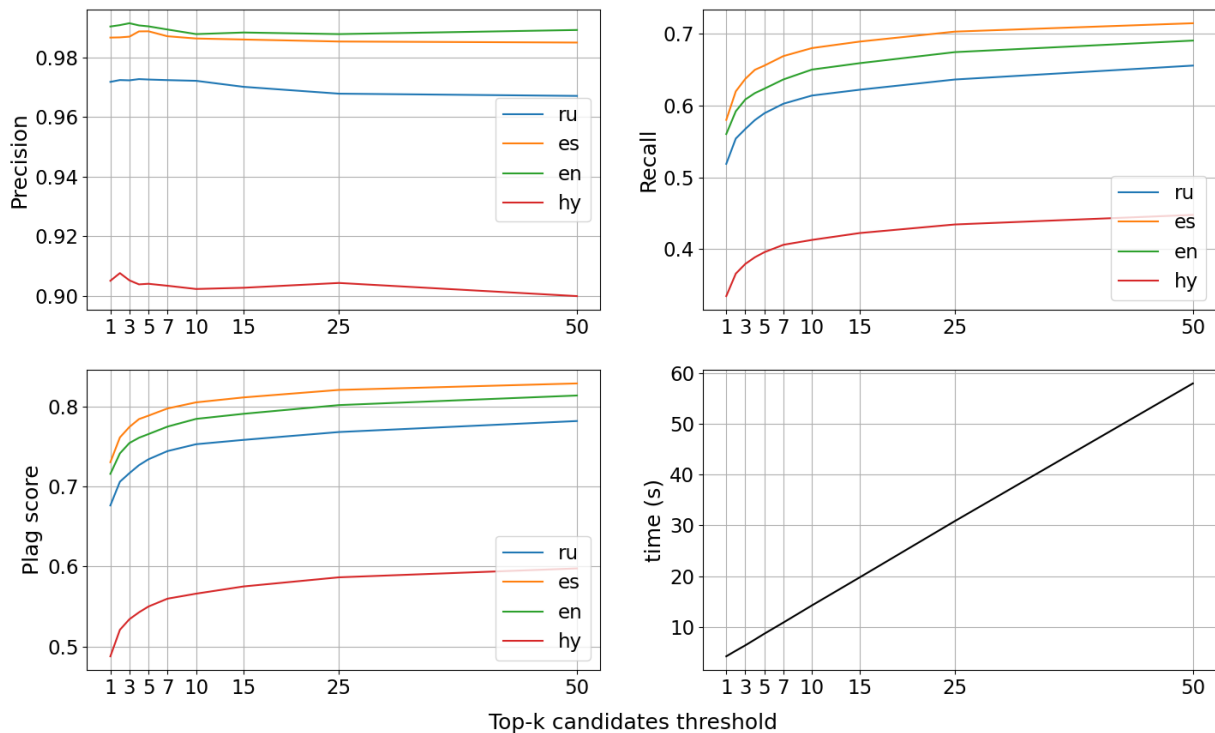 Precision
0.98
0.96
0.94
0.92
0.90
1 3 5 7 10 15 25 50
ru
es
en
hy
Recall
0.7
0.6
0.5
0.4
1 3 5 7 10 15 25 50
ru
es
en
hy
Plag score
0.8
0.7
0.6
0.5
1 3 5 7 10 15 25 50
ru
es
en
hy
time (s)
60
50
40
30
20
10
1 3 5 7 10 15 25 50
Top-k candidates threshold